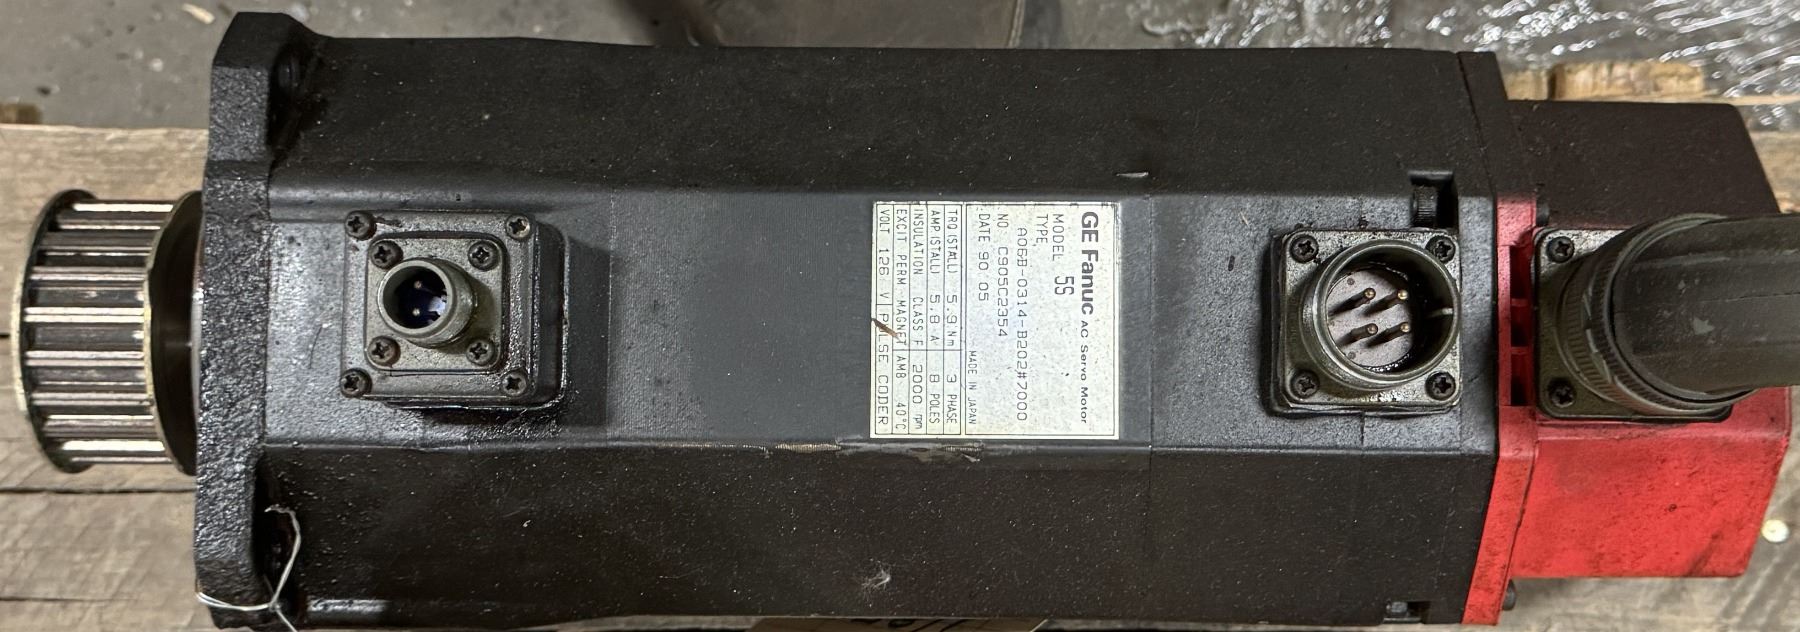 GE Fanuc AC Servo Motor
MODEL 5S
TYPE
A06B-0314-B202#7000
NO. C905C2354
DATE 90.05 MADE IN JAPAN
TRQ(STALL) 5.9 Nm 3 PHASE
AMP(STALL) 5.8 A 8 POLES
INSULATION CLASS F 2000 rpm
EXCIT PERM MAGNET AMB 40°C
VOLT 126 V PULSE CODER